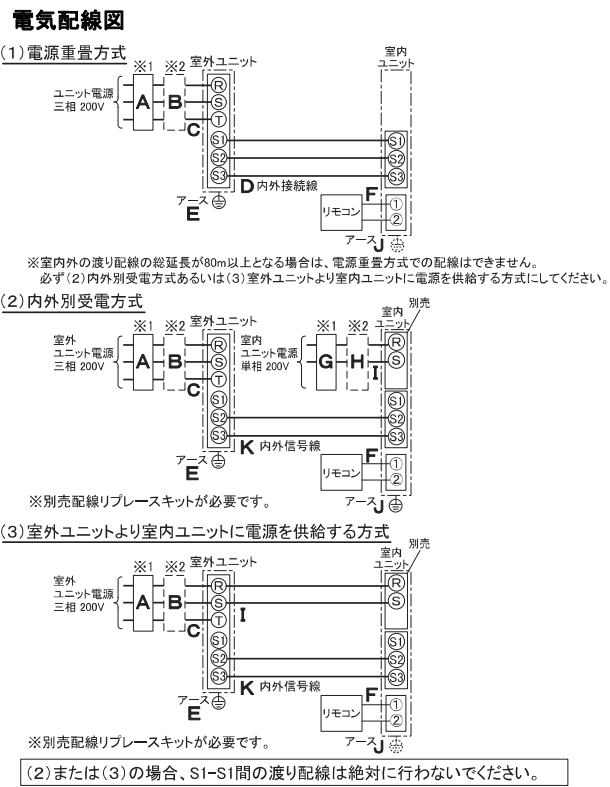 電気配線図
(1)電源重畳方式
※1 ※2 室外ユニット
室内
ユニット
ユニット電源
三相 200V
A B C
R
S
T
S1
S2
S3
S1
S2
S3
D 内外接続線
アース
E
リモコン
F
①
②
アース J
※室内外の渡り配線の総延長が80m以上となる場合は、電源重畳方式での配線はできません。
必ず(2)内外別受電方式あるいは(3)室外ユニットより室内ユニットに電源を供給する方式にしてください。
(2)内外別受電方式
※1 ※2 室外ユニット
室外
ユニット電源
三相 200V
A B C
R
S
T
S1
S2
S3
※1 ※2
室内
ユニット電源
単相 200V
G H I
室内
ユニット
別売
R
S
S1
S2
S3
K 内外信号線
アース
E
リモコン
F
①
②
アース J
※別売配線リプレースキットが必要です。
(3)室外ユニットより室内ユニットに電源を供給する方式
※1 ※2 室外ユニット
室外
ユニット電源
三相 200V
A B C
R
S
T
S1
S2
S3
I
室内
ユニット
別売
R
S
S1
S2
S3
K 内外信号線
アース
E
リモコン
F
①
②
アース J
※別売配線リプレースキットが必要です。
(2)または(3)の場合、S1-S1間の渡り配線は絶対に行わないでください。